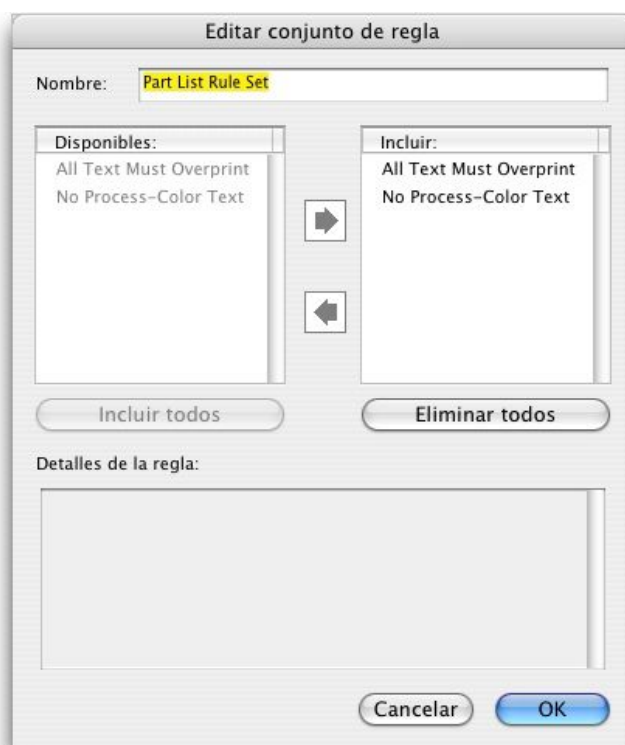 Editar conjunto de regla
Nombre: Part List Rule Set
Disponibles:
All Text Must Overprint
No Process-Color Text
Incluir todos
Incluir:
All Text Must Overprint
No Process-Color Text
Eliminar todos
Detalles de la regla:
Cancelar OK